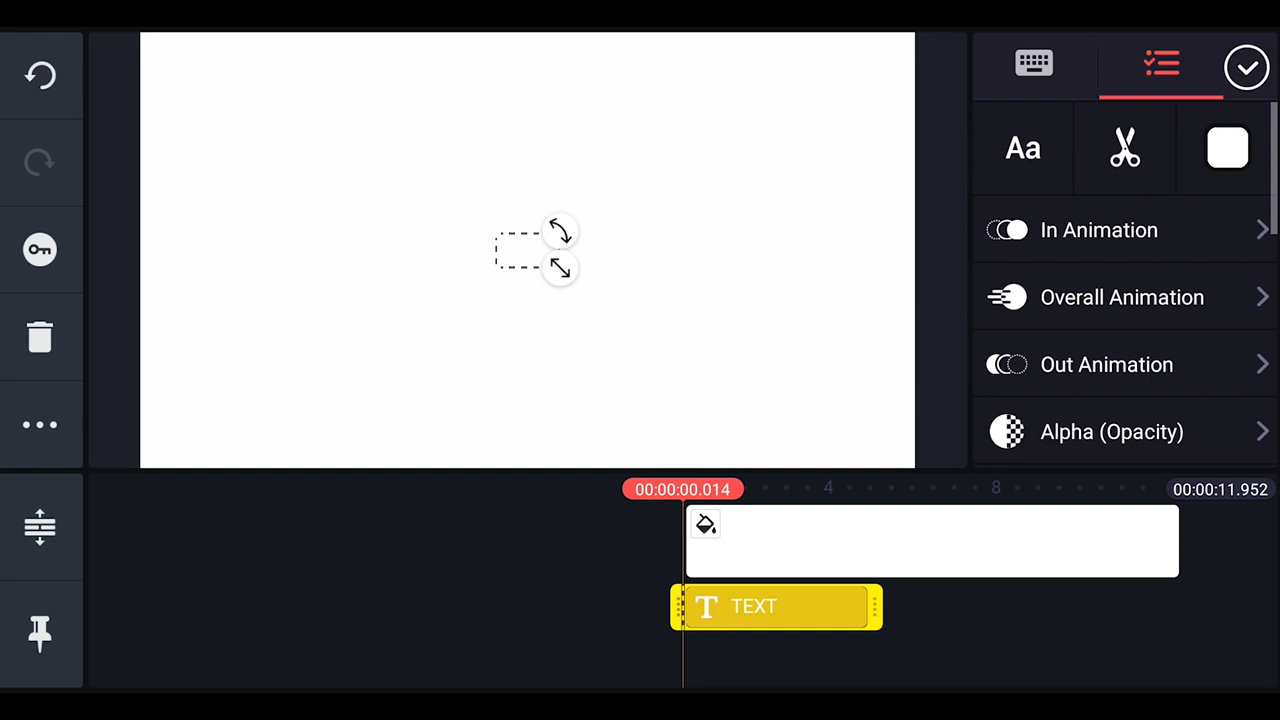 Aa
In Animation
Overall Animation
Out Animation
Alpha (Opacity)
00:00:00.014
4
8
00:00:11.952
T TEXT